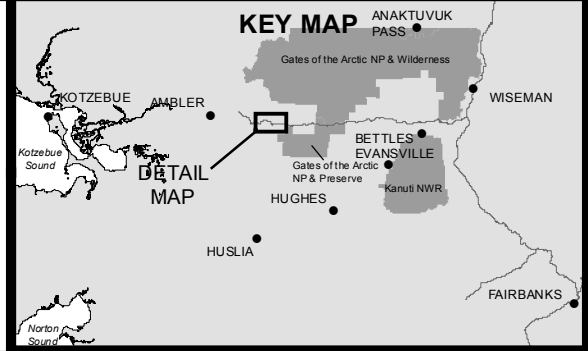 KEY MAP
ANAKTUVUK
PASS
Gates of the Arctic NP & Wilderness
KOTZEBUE
AMBLER
WISEMAN
Kotzebue
Sound
BETTLES
EVANSVILLE
DETAIL
MAP
Gates of the Arctic
NP & Preserve
Kanuti NWR
HUGHES
HUSLIA
FAIRBANKS
Norton
Sound